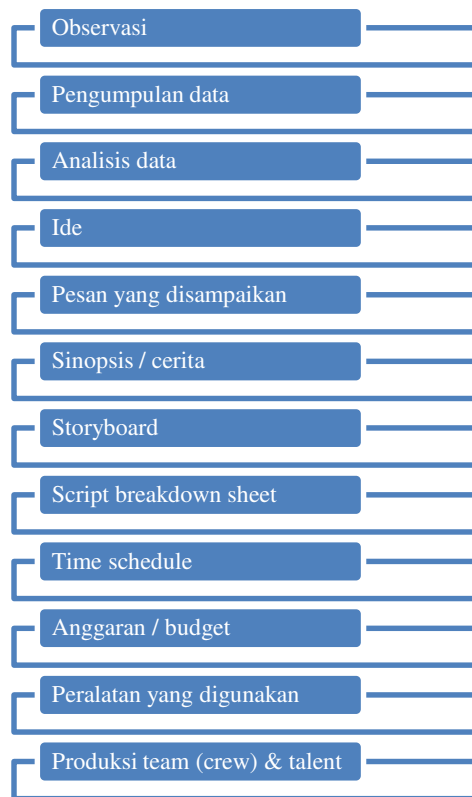 Observasi
Pengumpulan data
Analisis data
Ide
Pesan yang disampaikan
Sinopsis / cerita
Storyboard
Script breakdown sheet
Time schedule
Anggaran / budget
Peralatan yang digunakan
Produksi team (crew) & talent